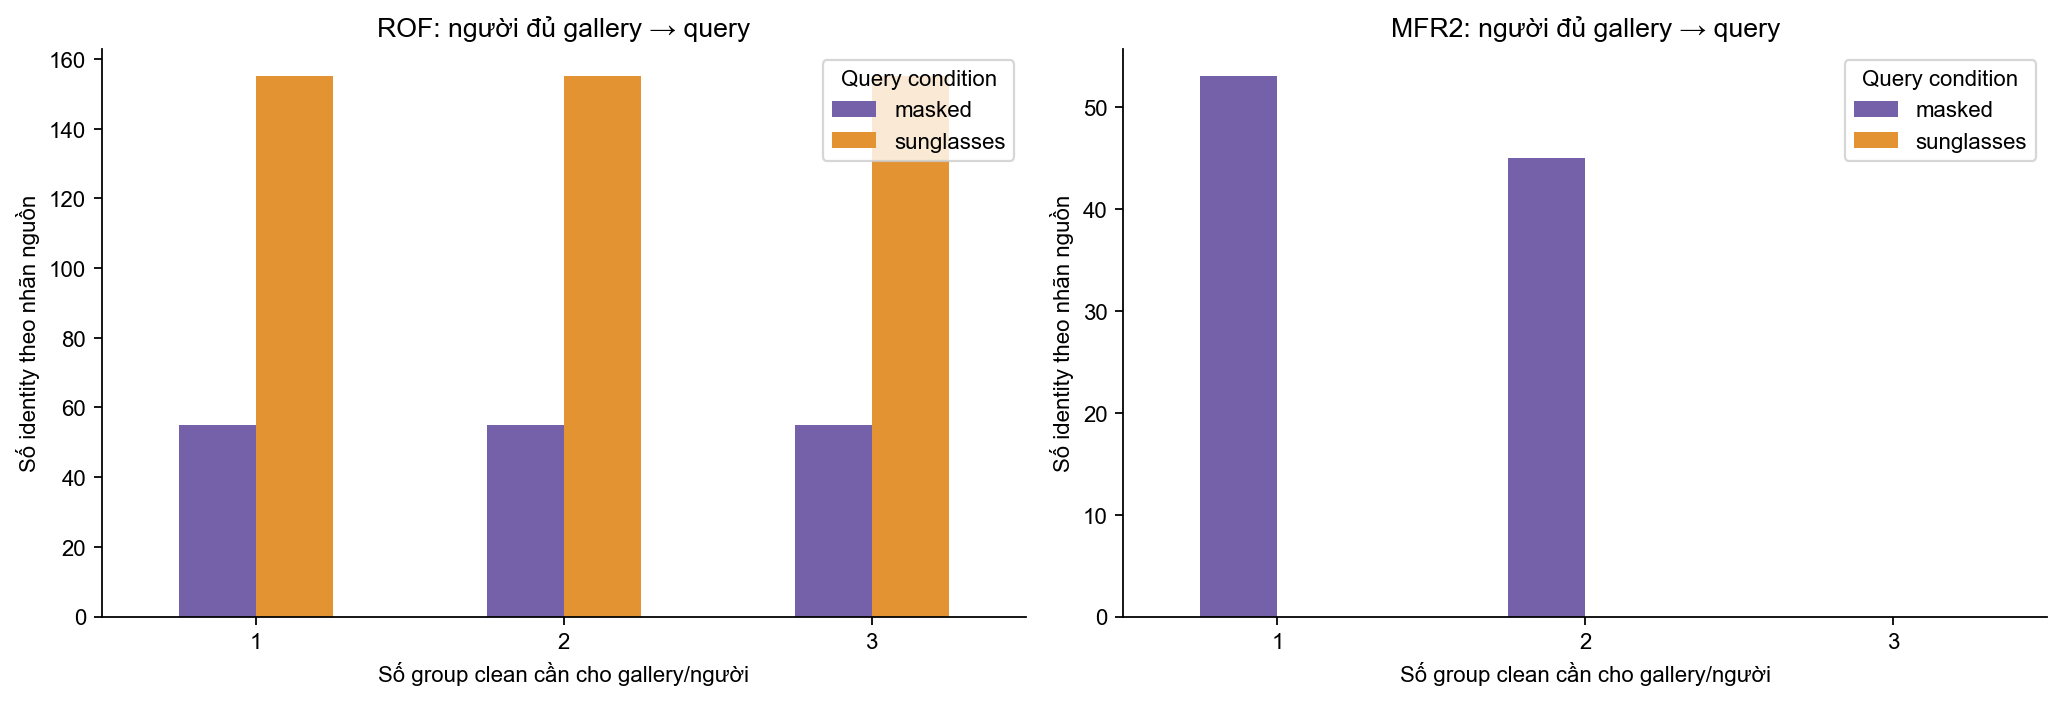 ROF: người đủ gallery → query
160
140
120
100
80
60
40
20
0
Số identity theo nhãn nguồn
Query condition
masked
sunglasses
1 2 3
Số group clean cần cho gallery/người
MFR2: người đủ gallery → query
50
40
30
20
10
0
Số identity theo nhãn nguồn
Query condition
masked
sunglasses
1 2 3
Số group clean cần cho gallery/người